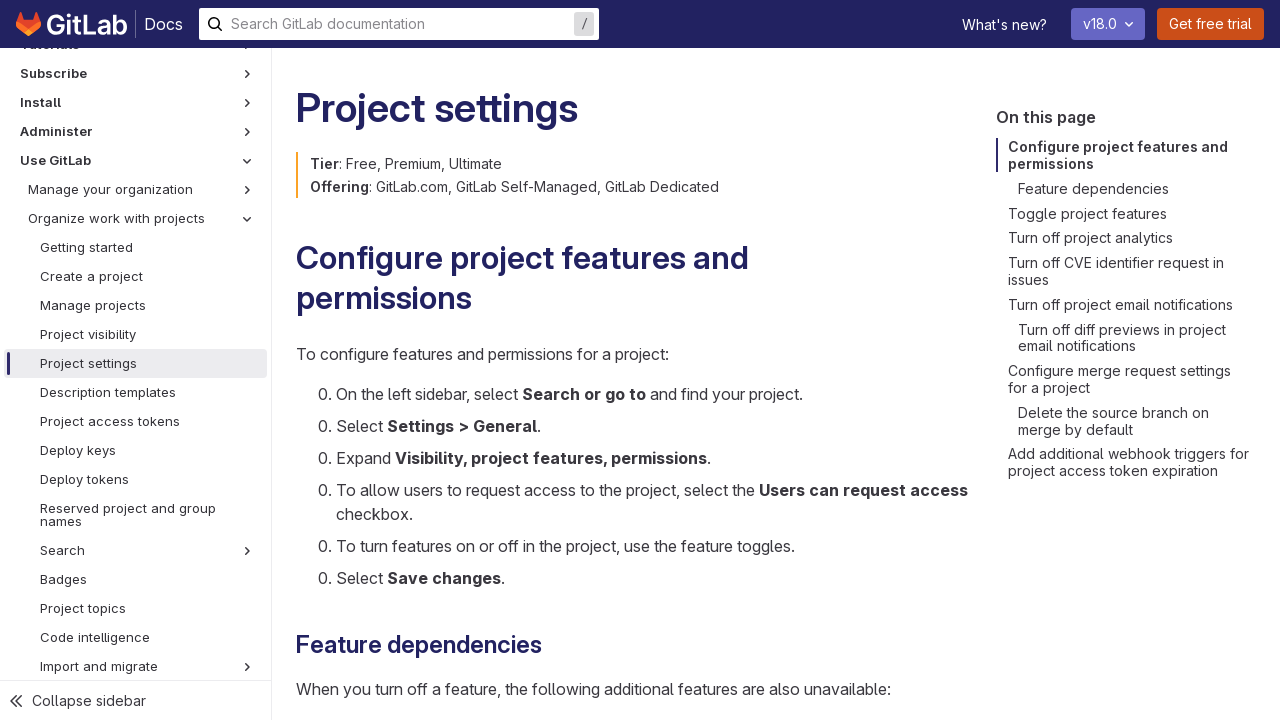 GitLab Docs
Search GitLab documentation
/
What's new?
v18.0
Get free trial
Subscribe
Install
Administer
Use GitLab
Manage your organization
Organize work with projects
Getting started
Create a project
Manage projects
Project visibility
Project settings
Description templates
Project access tokens
Deploy keys
Deploy tokens
Reserved project and group
names
Search
Badges
Project topics
Code intelligence
Import and migrate
Collapse sidebar
Project settings
Tier: Free, Premium, Ultimate
Offering: GitLab.com, GitLab Self-Managed, GitLab Dedicated
Configure project features and
permissions
To configure features and permissions for a project:
0. On the left sidebar, select Search or go to and find your project.
0. Select Settings > General.
0. Expand Visibility, project features, permissions.
0. To allow users to request access to the project, select the Users can request access
checkbox.
0. To turn features on or off in the project, use the feature toggles.
0. Select Save changes.
Feature dependencies
When you turn off a feature, the following additional features are also unavailable:
On this page
Configure project features and
permissions
Feature dependencies
Toggle project features
Turn off project analytics
Turn off CVE identifier request in
issues
Turn off project email notifications
Turn off diff previews in project
email notifications
Configure merge request settings
for a project
Delete the source branch on
merge by default
Add additional webhook triggers for
project access token expiration